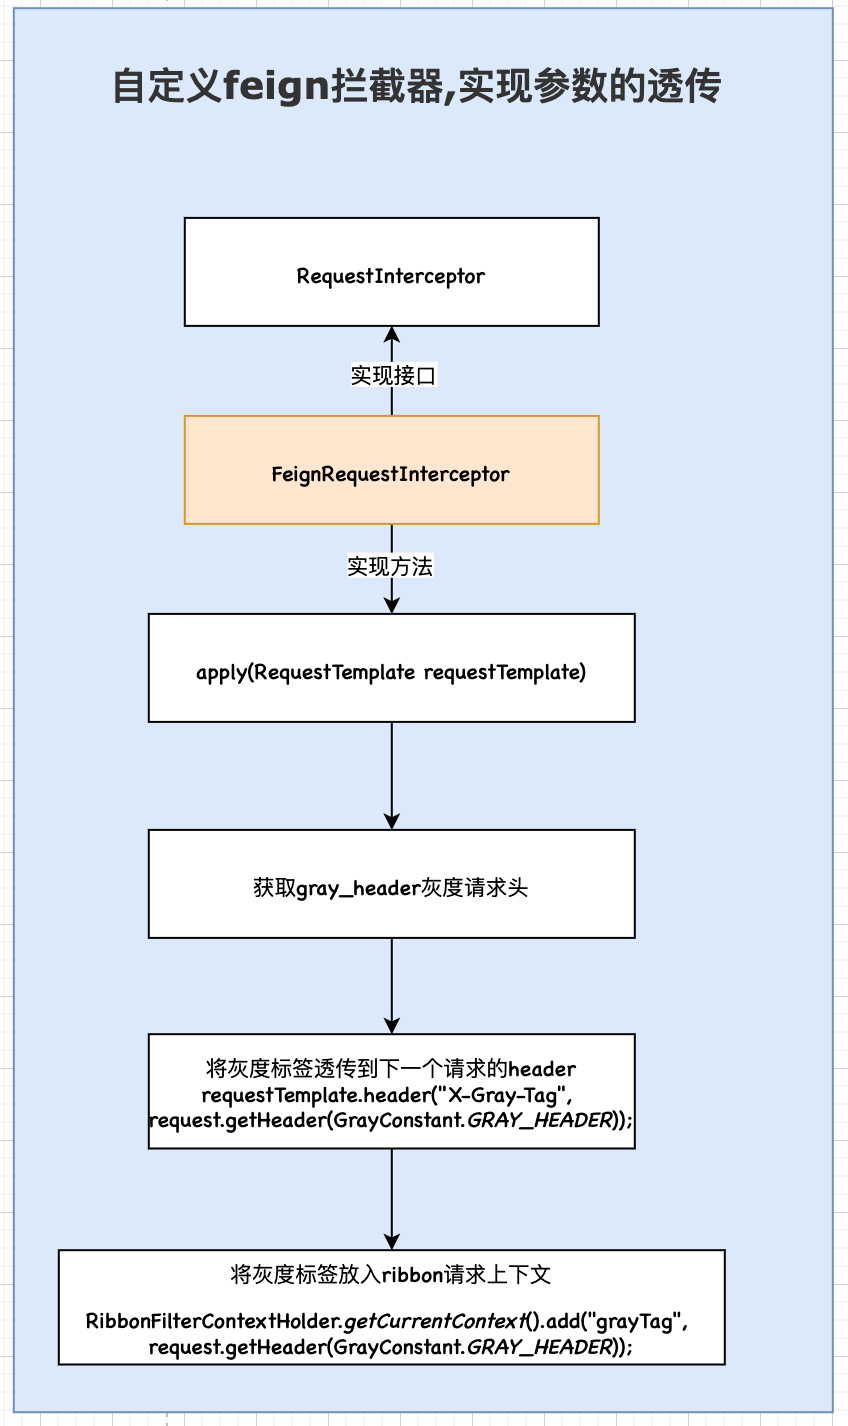 自定义feign拦截器,实现参数的透传
RequestInterceptor
实现接口
FeignRequestInterceptor
实现方法
apply(RequestTemplate requestTemplate)
获取gray_header灰度请求头
将灰度标签透传到下一个请求的header
requestTemplate.header("X-Gray-Tag",
request.getHeader(GrayConstant.GRAY_HEADER));
将灰度标签放入ribbon请求上下文
RibbonFilterContextHolder.getCurrentContext().add("grayTag",
request.getHeader(GrayConstant.GRAY_HEADER));